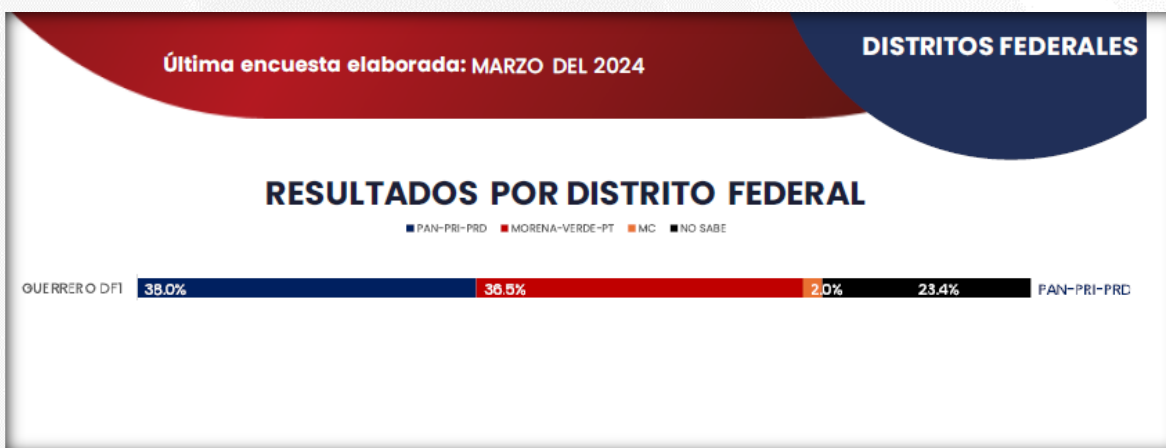 Última encuesta elaborada: MARZO DEL 2024
DISTRITOS FEDERALES
RESULTADOS POR DISTRITO FEDERAL
PAN-PRI-PRD MORENA-VERDE-PT MC NO SABE
GUERRERO DF1 38.0% 36.5% 2.0% 23.4% PAN-PRI-PRD